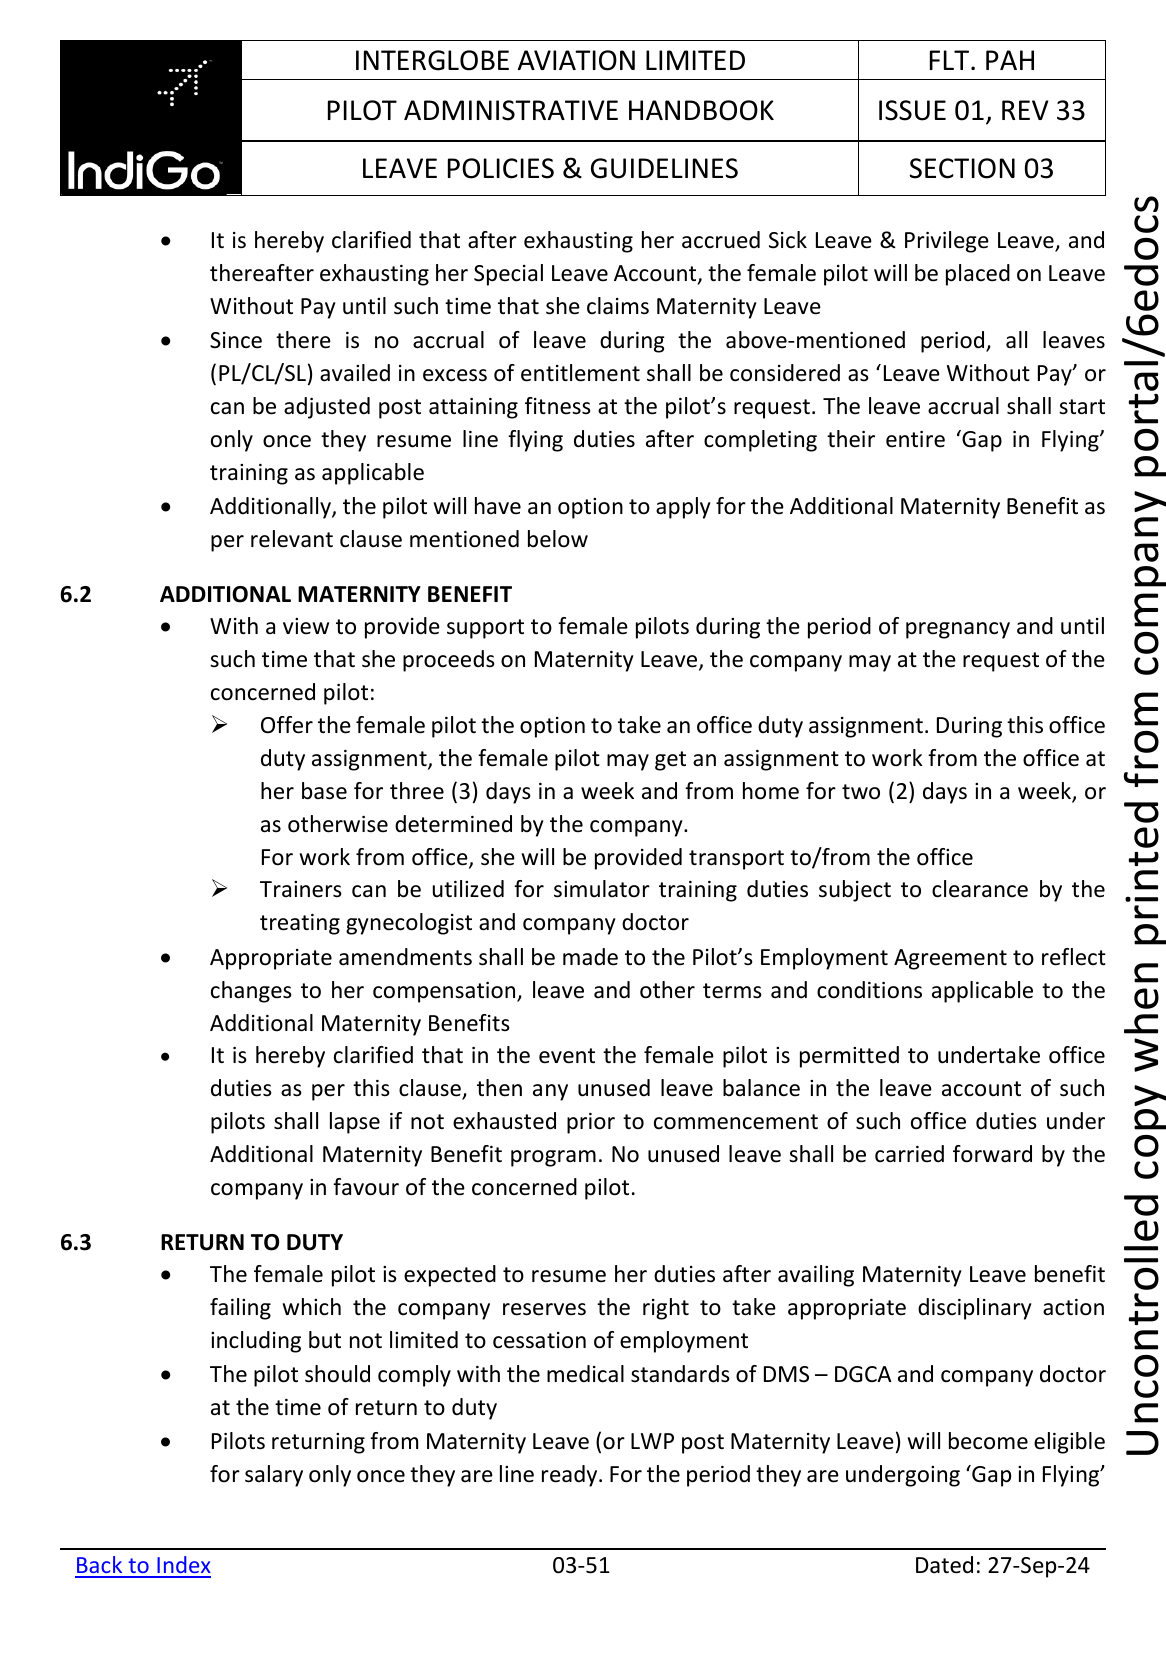 INTERGLOBE AVIATION LIMITED
FLT. PAH
PILOT ADMINISTRATIVE HANDBOOK
ISSUE 01, REV 33
IndiGo
LEAVE POLICIES & GUIDELINES
SECTION 03
• It is hereby clarified that after exhausting her accrued Sick Leave & Privilege Leave, and
thereafter exhausting her Special Leave Account, the female pilot will be placed on Leave
Without Pay until such time that she claims Maternity Leave
• Since there is no accrual of leave during the above-mentioned period, all leaves
(PL/CL/SL) availed in excess of entitlement shall be considered as ‘Leave Without Pay’ or
can be adjusted post attaining fitness at the pilot’s request. The leave accrual shall start
only once they resume line flying duties after completing their entire ‘Gap in Flying’
training as applicable
• Additionally, the pilot will have an option to apply for the Additional Maternity Benefit as
per relevant clause mentioned below
6.2 ADDITIONAL MATERNITY BENEFIT
• With a view to provide support to female pilots during the period of pregnancy and until
such time that she proceeds on Maternity Leave, the company may at the request of the
concerned pilot:
➢ Offer the female pilot the option to take an office duty assignment. During this office
duty assignment, the female pilot may get an assignment to work from the office at
her base for three (3) days in a week and from home for two (2) days in a week, or
as otherwise determined by the company.
For work from office, she will be provided transport to/from the office
➢ Trainers can be utilized for simulator training duties subject to clearance by the
treating gynecologist and company doctor
• Appropriate amendments shall be made to the Pilot’s Employment Agreement to reflect
changes to her compensation, leave and other terms and conditions applicable to the
Additional Maternity Benefits
• It is hereby clarified that in the event the female pilot is permitted to undertake office
duties as per this clause, then any unused leave balance in the leave account of such
pilots shall lapse if not exhausted prior to commencement of such office duties under
Additional Maternity Benefit program. No unused leave shall be carried forward by the
company in favour of the concerned pilot.
6.3 RETURN TO DUTY
• The female pilot is expected to resume her duties after availing Maternity Leave benefit
failing which the company reserves the right to take appropriate disciplinary action
including but not limited to cessation of employment
• The pilot should comply with the medical standards of DMS – DGCA and company doctor
at the time of return to duty
• Pilots returning from Maternity Leave (or LWP post Maternity Leave) will become eligible
for salary only once they are line ready. For the period they are undergoing ‘Gap in Flying’
Back to Index
03-51
Dated: 27-Sep-24
Uncontrolled copy when printed from company portal/6edocs